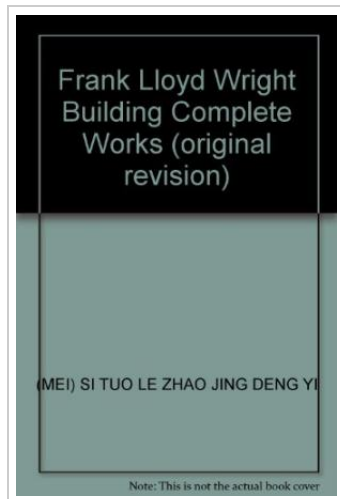 Frank Lloyd Wright
Building Complete
Works (original
revision)
(MEI) SI TUO LE ZHAO JING DENG YI
Note: This is not the actual book cover